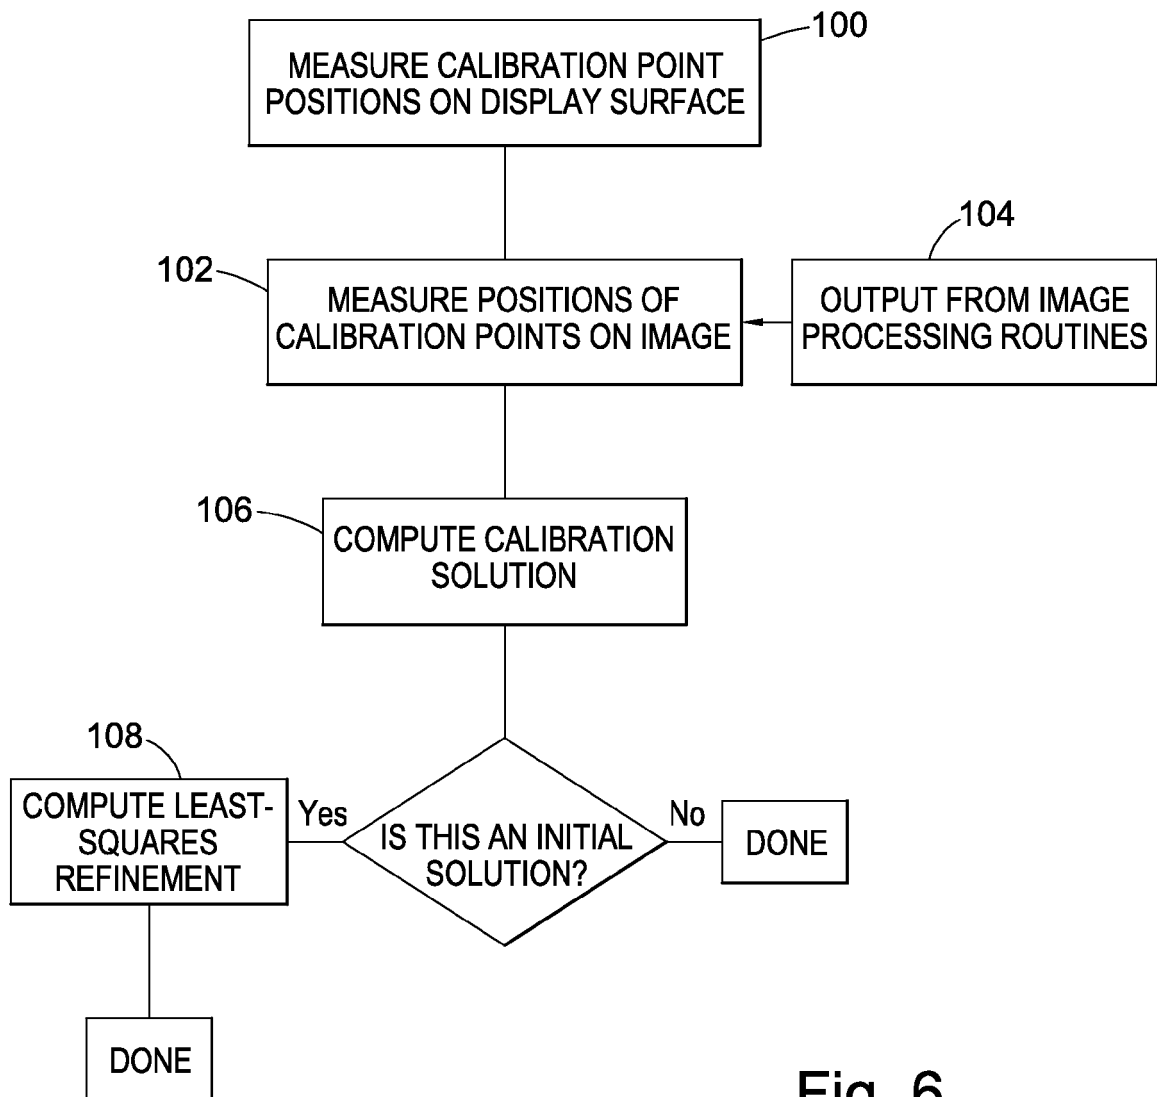 100
MEASURE CALIBRATION POINT
POSITIONS ON DISPLAY SURFACE
104
102
MEASURE POSITIONS OF
CALIBRATION POINTS ON IMAGE
OUTPUT FROM IMAGE
PROCESSING ROUTINES
106
COMPUTE CALIBRATION
SOLUTION
108
COMPUTE LEAST-
SQUARES
REFINEMENT
Yes
IS THIS AN INITIAL
SOLUTION?
No
DONE
DONE
Fig. 6